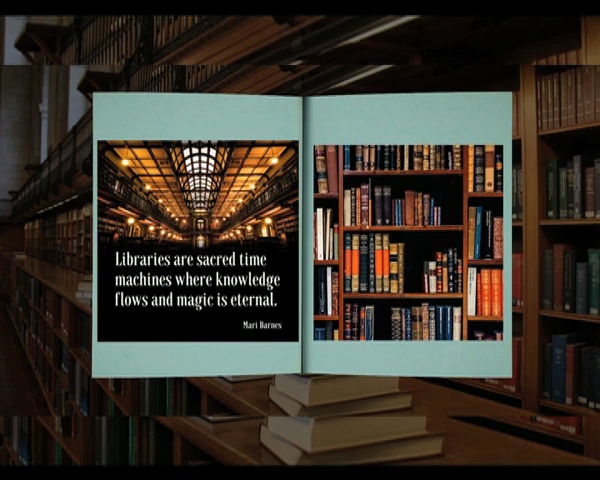 Libraries are sacred time
machines where knowledge
flows and magic is eternal.
Mari Barnes